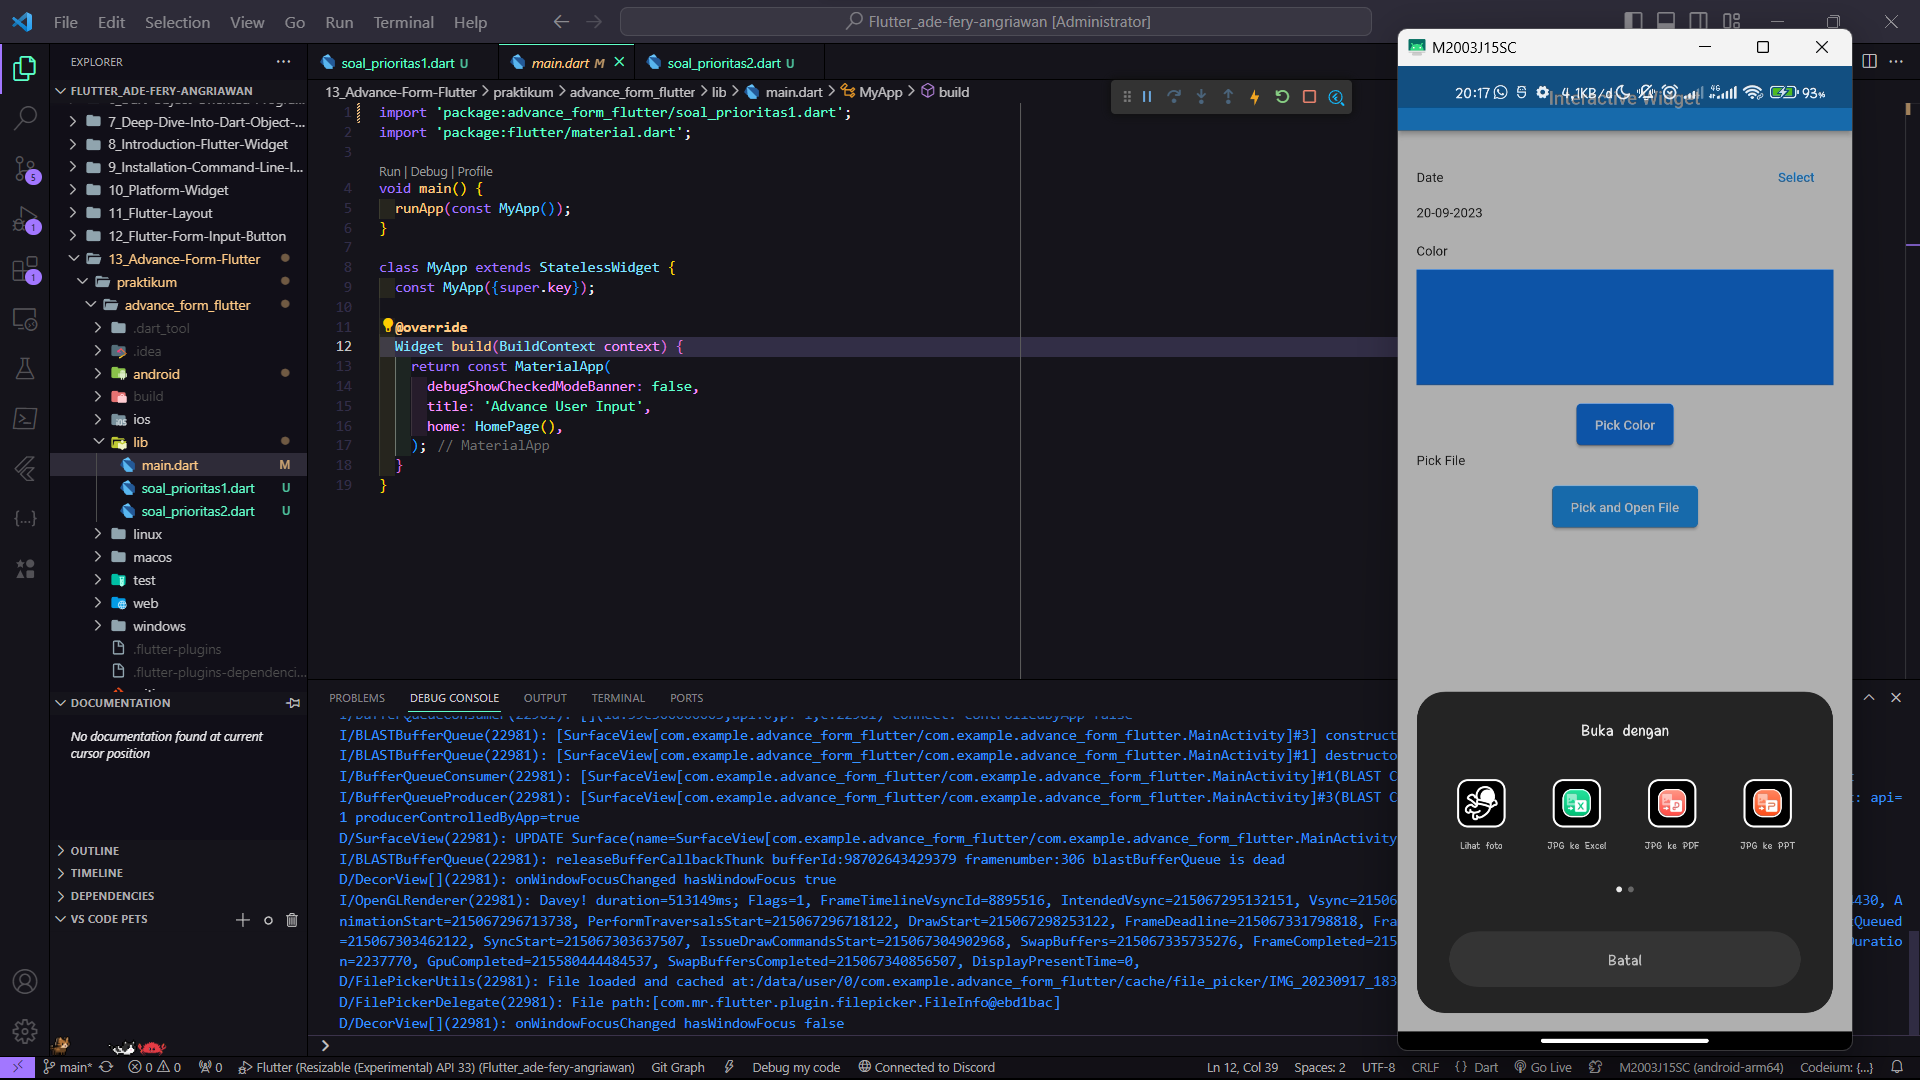 File Edit Selection View Go Run Terminal Help
Flutter_ade-fery-angriawan [Administrator]
EXPLORER
FLUTTER_ADE-FERY-ANGRIAWAN
7_Deep-Dive-Into-Dart-Object-...
8_Introduction-Flutter-Widget
9_Installation-Command-Line-I...
10_Platform-Widget
11_Flutter-Layout
12_Flutter-Form-Input-Button
13_Advance-Form-Flutter
praktikum
advance_form_flutter
.dart_tool
.idea
android
build
ios
lib
main.dart M
soal_prioritas1.dart U
soal_prioritas2.dart U
linux
macos
test
web
windows
.flutter-plugins
.flutter-plugins-dependenci...
DOCUMENTATION
No documentation found at current
cursor position
OUTLINE
TIMELINE
DEPENDENCIES
VS CODE PETS
5
1
1
soal_prioritas1.dart U
main.dart M
soal_prioritas2.dart U
13_Advance-Form-Flutter > praktikum > advance_form_flutter > lib > main.dart > MyApp > build
1 import 'package:advance_form_flutter/soal_prioritas1.dart';
2 import 'package:flutter/material.dart';
3
Run | Debug | Profile
4 void main() {
5 runApp(const MyApp());
6 }
7
8 class MyApp extends StatelessWidget {
9 const MyApp({super.key});
10
11 @override
12 Widget build(BuildContext context) {
13 return const MaterialApp(
14 debugShowCheckedModeBanner: false,
15 title: 'Advance User Input',
16 home: HomePage(),
17 ); // MaterialApp
18 }
19 }
PROBLEMS DEBUG CONSOLE OUTPUT TERMINAL PORTS
I/BLASTBufferQueue(22981): [SurfaceView[com.example.advance_form_flutter/com.example.advance_form_flutter.MainActivity]#3] construct
I/BLASTBufferQueue(22981): [SurfaceView[com.example.advance_form_flutter/com.example.advance_form_flutter.MainActivity]#1] destructo
I/BufferQueueConsumer(22981): [SurfaceView[com.example.advance_form_flutter/com.example.advance_form_flutter.MainActivity]#1(BLAST C
I/BufferQueueProducer(22981): [SurfaceView[com.example.advance_form_flutter/com.example.advance_form_flutter.MainActivity]#3(BLAST C t: api=
1 producerControlledByApp=true
D/SurfaceView(22981): UPDATE Surface(name=SurfaceView[com.example.advance_form_flutter/com.example.advance_form_flutter.MainActivity
I/BLASTBufferQueue(22981): releaseBufferCallbackThunk bufferId:98702643429379 framenumber:306 blastBufferQueue is dead
D/DecorView[](22981): onWindowFocusChanged hasWindowFocus true
I/OpenGLRenderer(22981): Davey! duration=513149ms; Flags=1, FrameTimelineVsyncId=8895516, IntendedVsync=215067295132151, Vsync=21506 4430, A
nimationStart=215067296713738, PerformTraversalsStart=215067296718122, DrawStart=215067298253122, FrameDeadline=215067331798818, Fra Queued
=215067303462122, SyncStart=215067303637507, IssueDrawCommandsStart=215067304902968, SwapBuffers=215067335735276, FrameCompleted=215 Duratio
n=2237770, GpuCompleted=215580444484537, SwapBuffersCompleted=215067340856507, DisplayPresentTime=0,
D/FilePickerUtils(22981): File loaded and cached at:/data/user/0/com.example.advance_form_flutter/cache/file_picker/IMG_20230917_183
D/FilePickerDelegate(22981): File path:[com.mr.flutter.plugin.filepicker.FileInfo@ebd1bac]
D/DecorView[](22981): onWindowFocusChanged hasWindowFocus false
M2003J15SC
20:17 4,1KB/d 4G 93%
Interactive Widget
Date Select
20-09-2023
Color
Pick Color
Pick File
Pick and Open File
Buka dengan
Lihat foto JPG ke Excel JPG ke PDF JPG ke PPT
Batal
main* 0 0 0 Flutter (Resizable (Experimental) API 33) (Flutter_ade-fery-angriawan) Git Graph Debug my code Connected to Discord Ln 12, Col 39 Spaces: 2 UTF-8 CRLF {} Dart Go Live M2003J15SC (android-arm64) Codeium: {...}